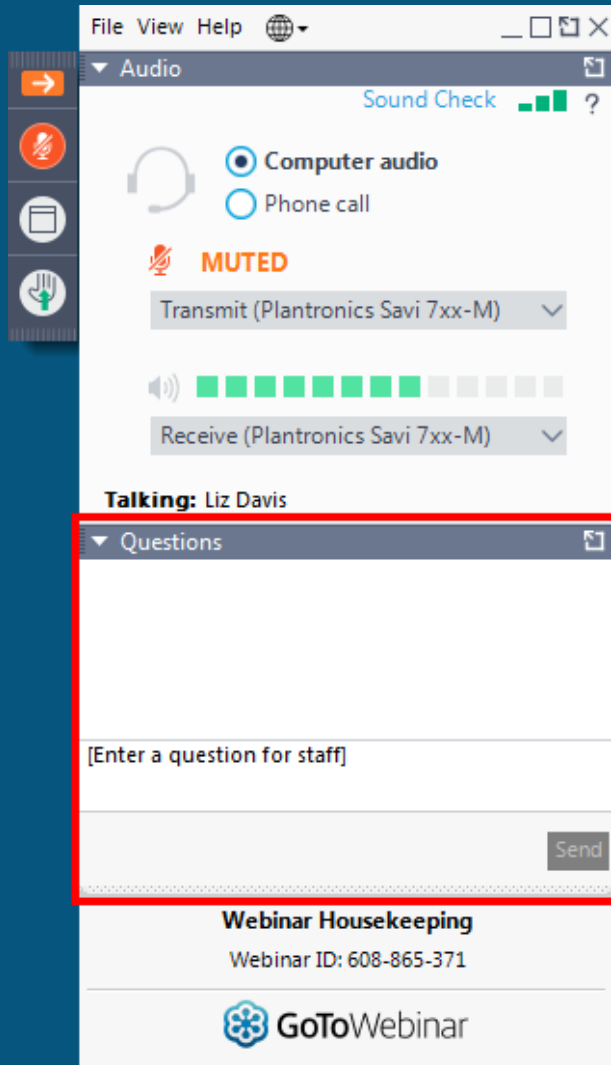 File View Help
Audio
Sound Check ?
Computer audio
Phone call
MUTED
Transmit (Plantronics Savi 7xx-M)
Receive (Plantronics Savi 7xx-M)
Talking: Liz Davis
Questions
[Enter a question for staff]
Send
Webinar Housekeeping
Webinar ID: 608-865-371
GoToWebinar